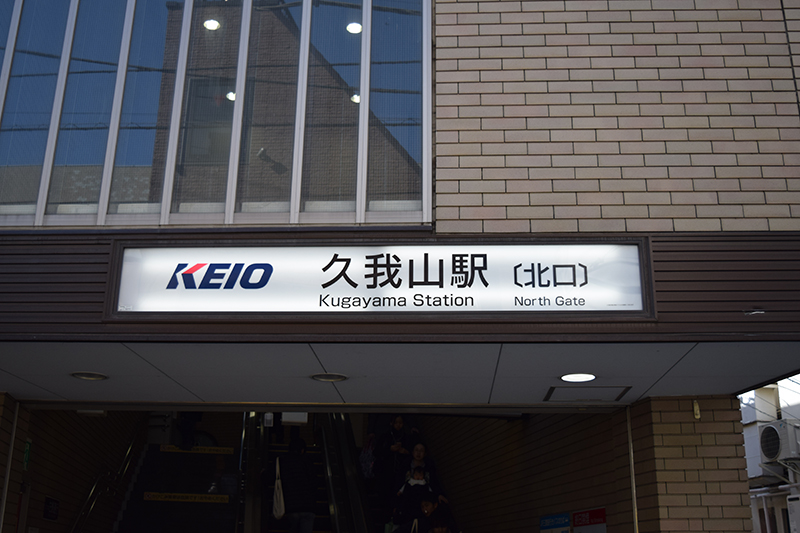 KEIO 久我山駅 〔北口〕
Kugayama Station North Gate